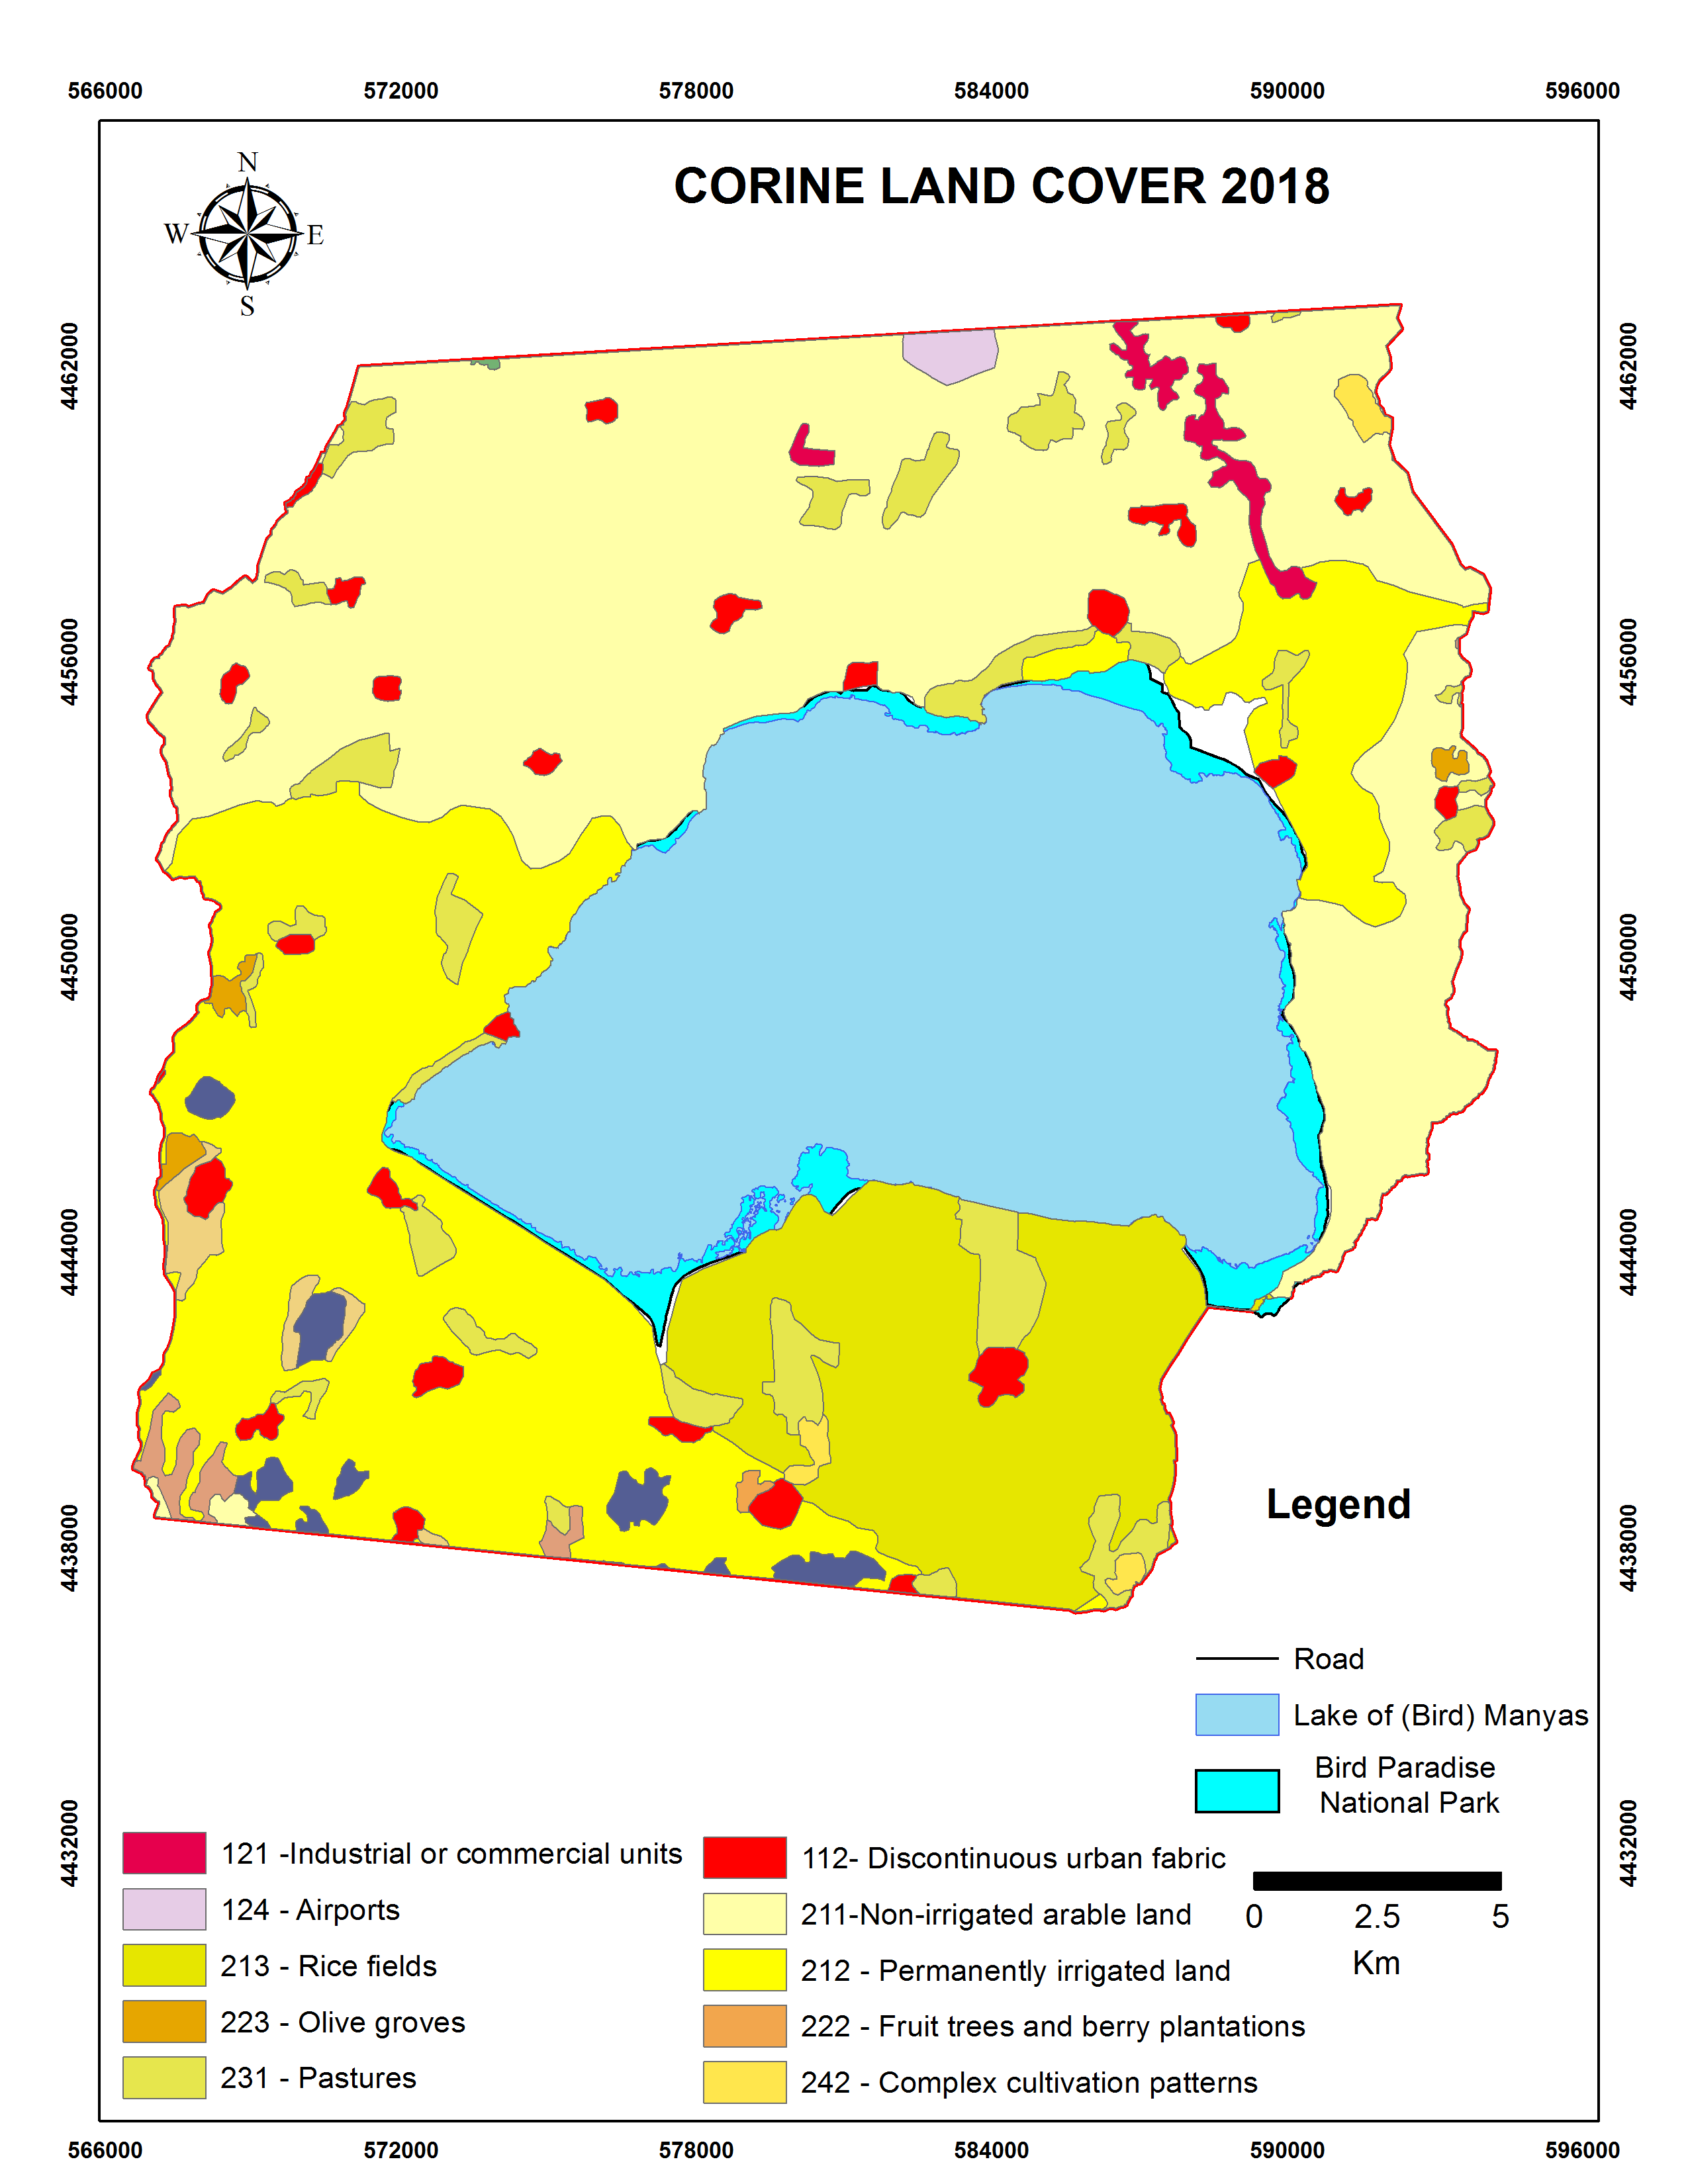 566000 572000 578000 584000 590000 596000
CORINE LAND COVER 2018
N
W E
S
4462000 4462000
4456000 4456000
4450000 4450000
4444000 4444000
4438000 4438000
4432000 4432000
Legend
Road
Lake of (Bird) Manyas
Bird Paradise
National Park
121 -Industrial or commercial units
124 - Airports
213 - Rice fields
223 - Olive groves
231 - Pastures
112- Discontinuous urban fabric
211-Non-irrigated arable land
212 - Permanently irrigated land
222 - Fruit trees and berry plantations
242 - Complex cultivation patterns
0 2.5 5
Km
566000 572000 578000 584000 590000 596000